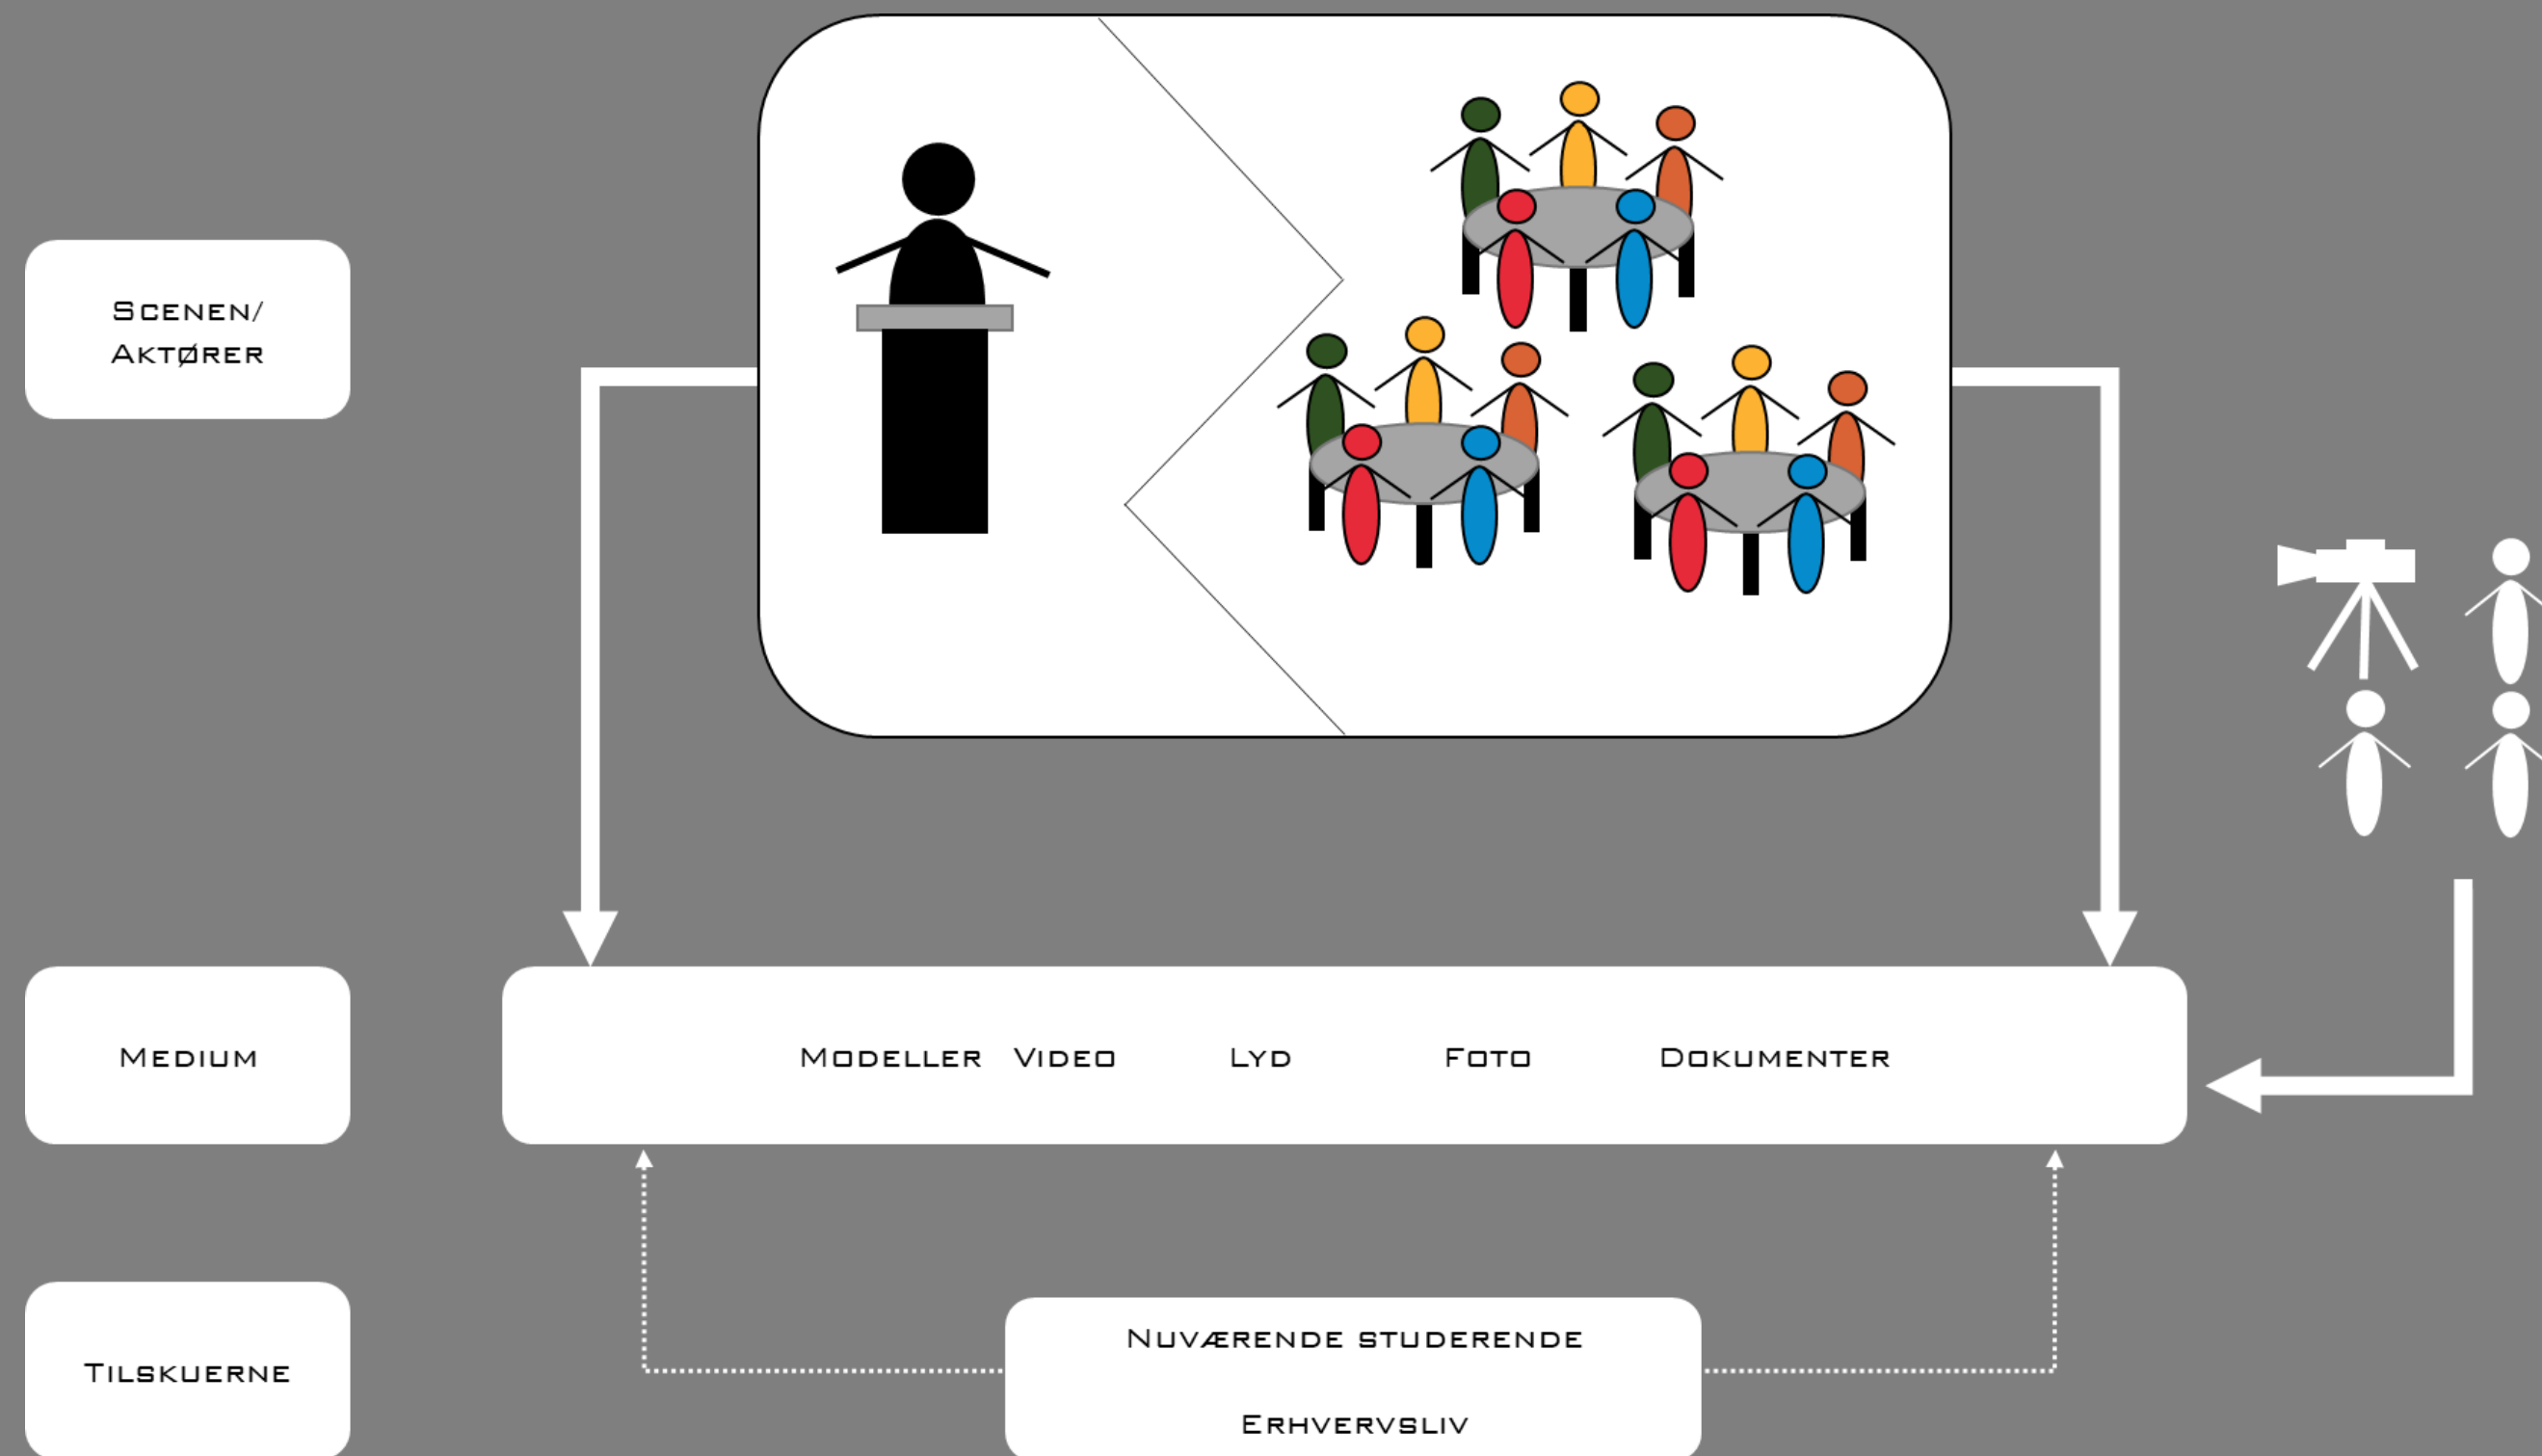 Scenen/
Aktører
Medium
Modeller Video Lyd Foto Dokumenter
Tilskuerne
Nuværende studerende
Erhvervsliv